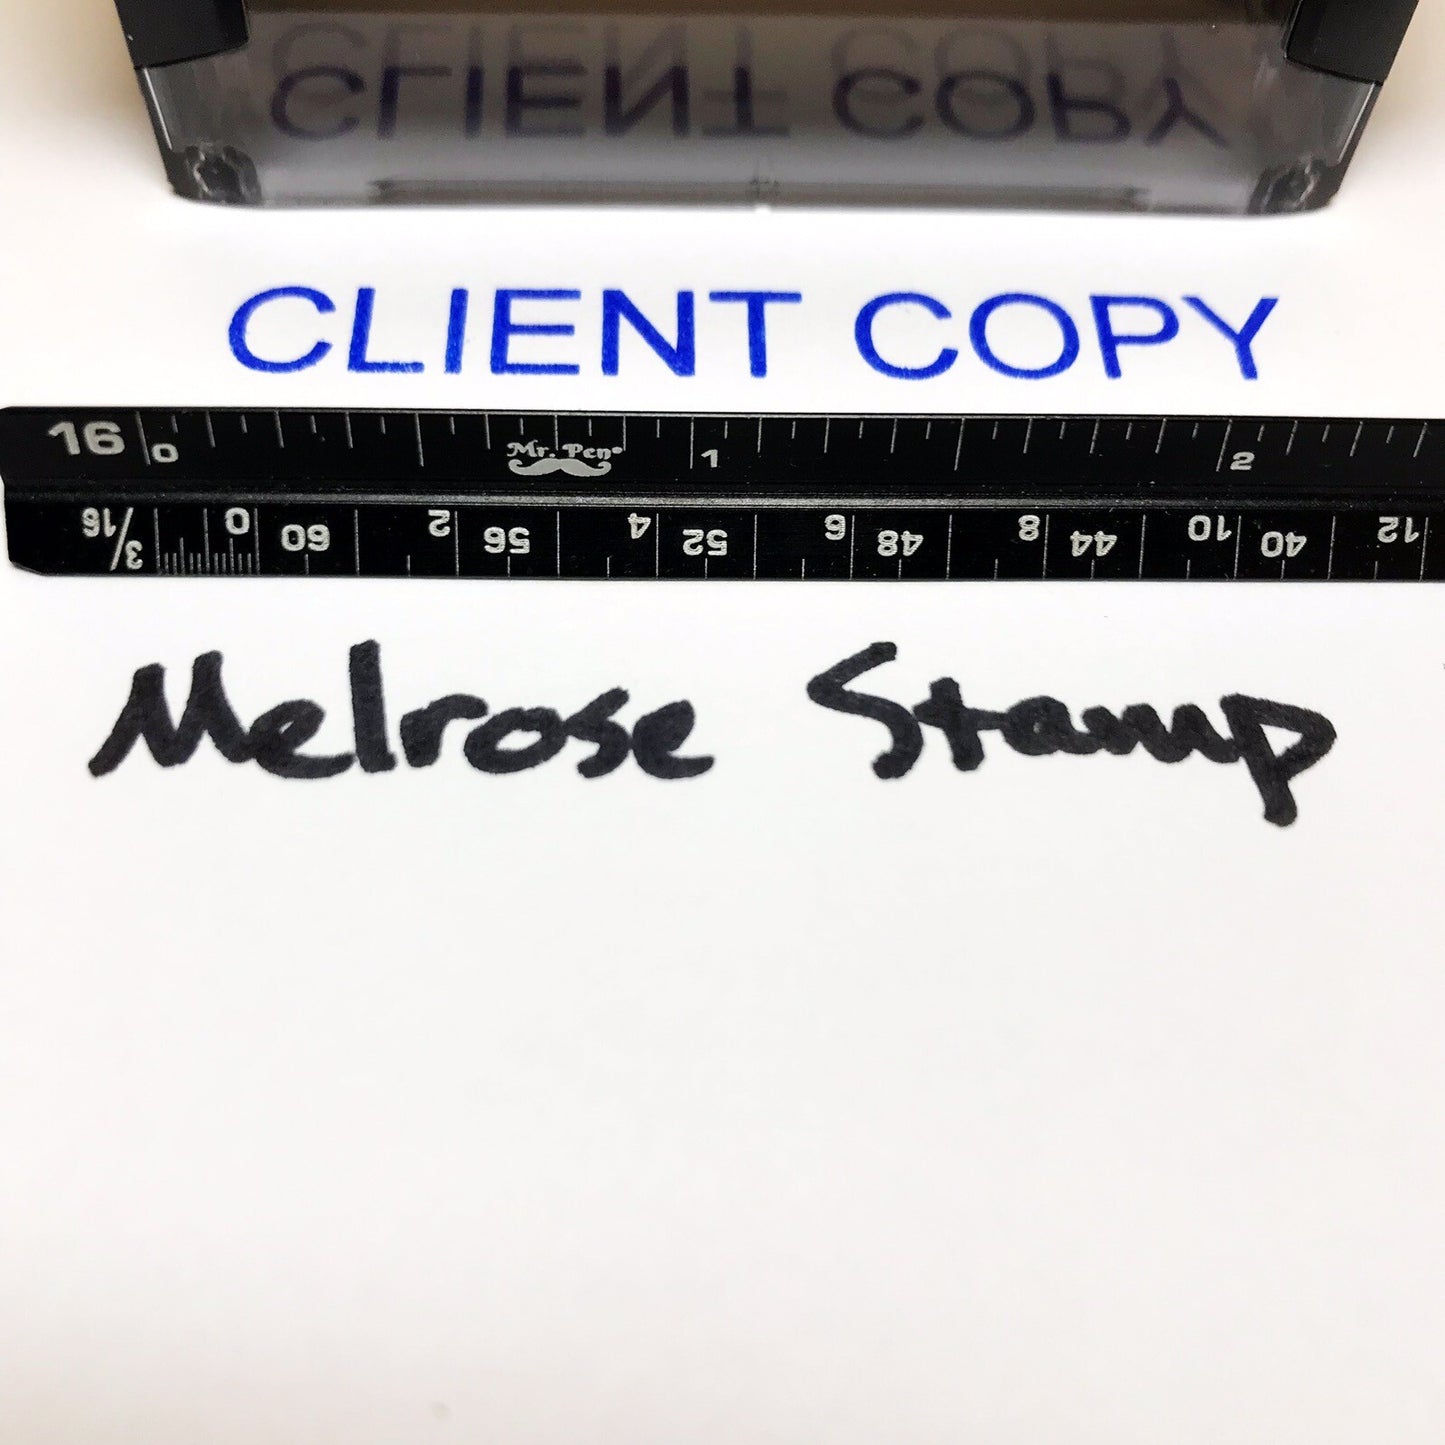 CLIENT COPY
CLIENT COPY
16 0 Mr. Pen® 1 2
3/16 0 60 2 56 4 52 6 48 8 44 10 40 12
Melrose Stamp